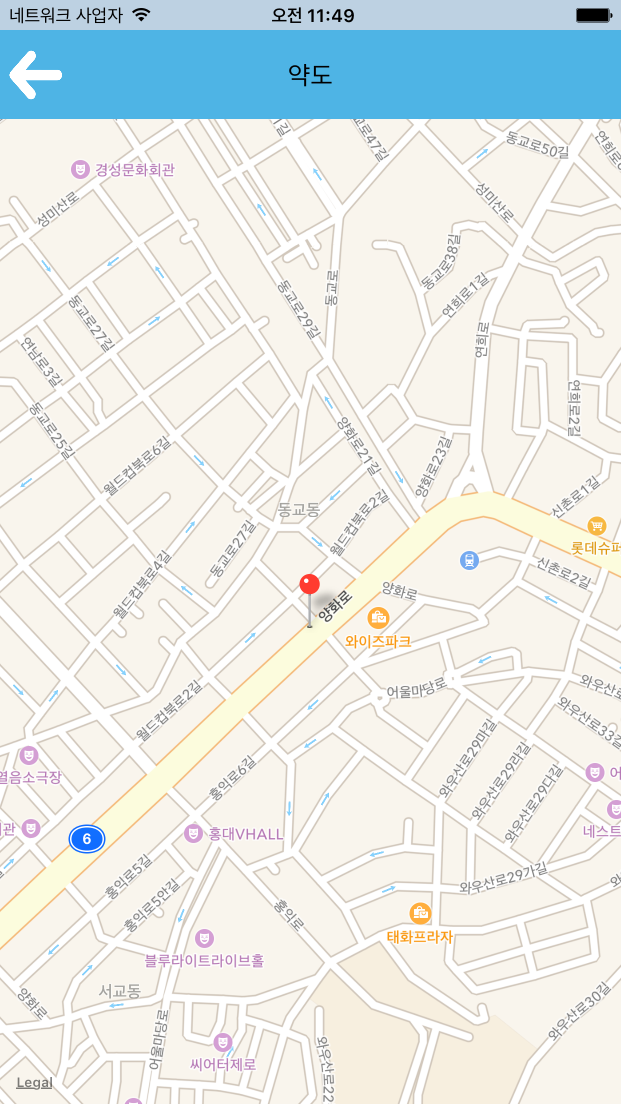 네트워크 사업자
오전 11:49
약도
동교로47길
동교로50길
경성문화회관
성미산로
성미산로
동교로38길
연희로1길
동교로
동교로29길
동교로27길
연남3길
연희로
연희로2길
동교로25길
양화로21길
양화로23길
월드컵북로6길
신촌로1길
동교동
월드컵북로2길
롯데슈퍼
동교로27길
신촌로2길
월드컵북로4길
양화로
양화로
와이즈파크
어울마당로
와우산로
월드컵북로2길
와우산로33길
와우산로29마길
와우산로29라길
와우산로29다길
열음소극장
홍익로6길
어
네스트
관
6
홍대VHALL
홍익로5길
와우산로29가길
홍익로5안길
홍익로
태화프라자
블루라이트라이브홀
서교동
양화로
와우산로30길
어울마당로
씨어터제로
와우산로22
Legal